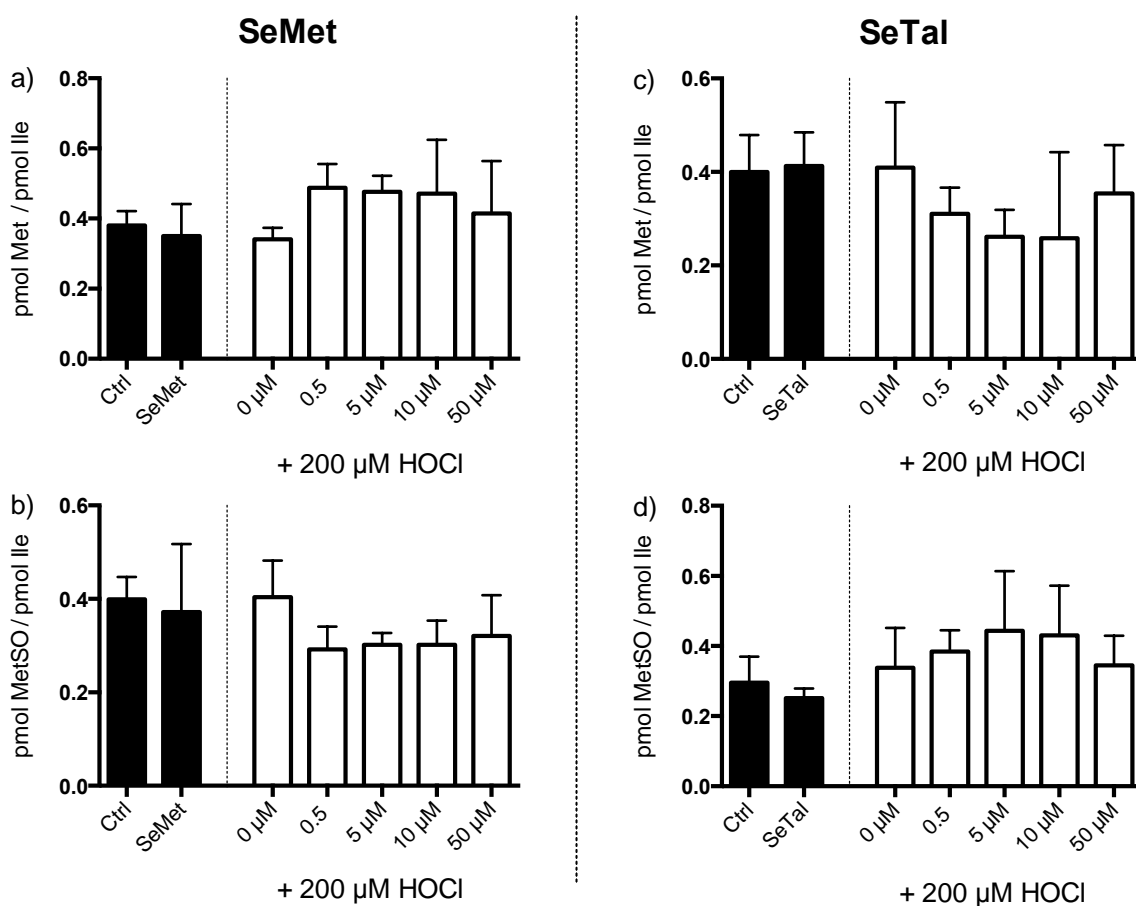 SeMet
a)
pmol Met / pmol Ile
0.8
0.6
0.4
0.2
0.0
Ctrl
SeMet
0 µM
0.5
5 µM
10 µM
50 µM
+ 200 µM HOCl
b)
pmol MetSO / pmol Ile
0.6
0.4
0.2
0.0
Ctrl
SeMet
0 µM
0.5
5 µM
10 µM
50 µM
+ 200 µM HOCl
SeTal
c)
pmol Met / pmol Ile
0.6
0.4
0.2
0.0
Ctrl
SeTal
0 µM
0.5
5 µM
10 µM
50 µM
+ 200 µM HOCl
d)
pmol MetSO / pmol Ile
0.8
0.6
0.4
0.2
0.0
Ctrl
SeTal
0 µM
0.5
5 µM
10 µM
50 µM
+ 200 µM HOCl